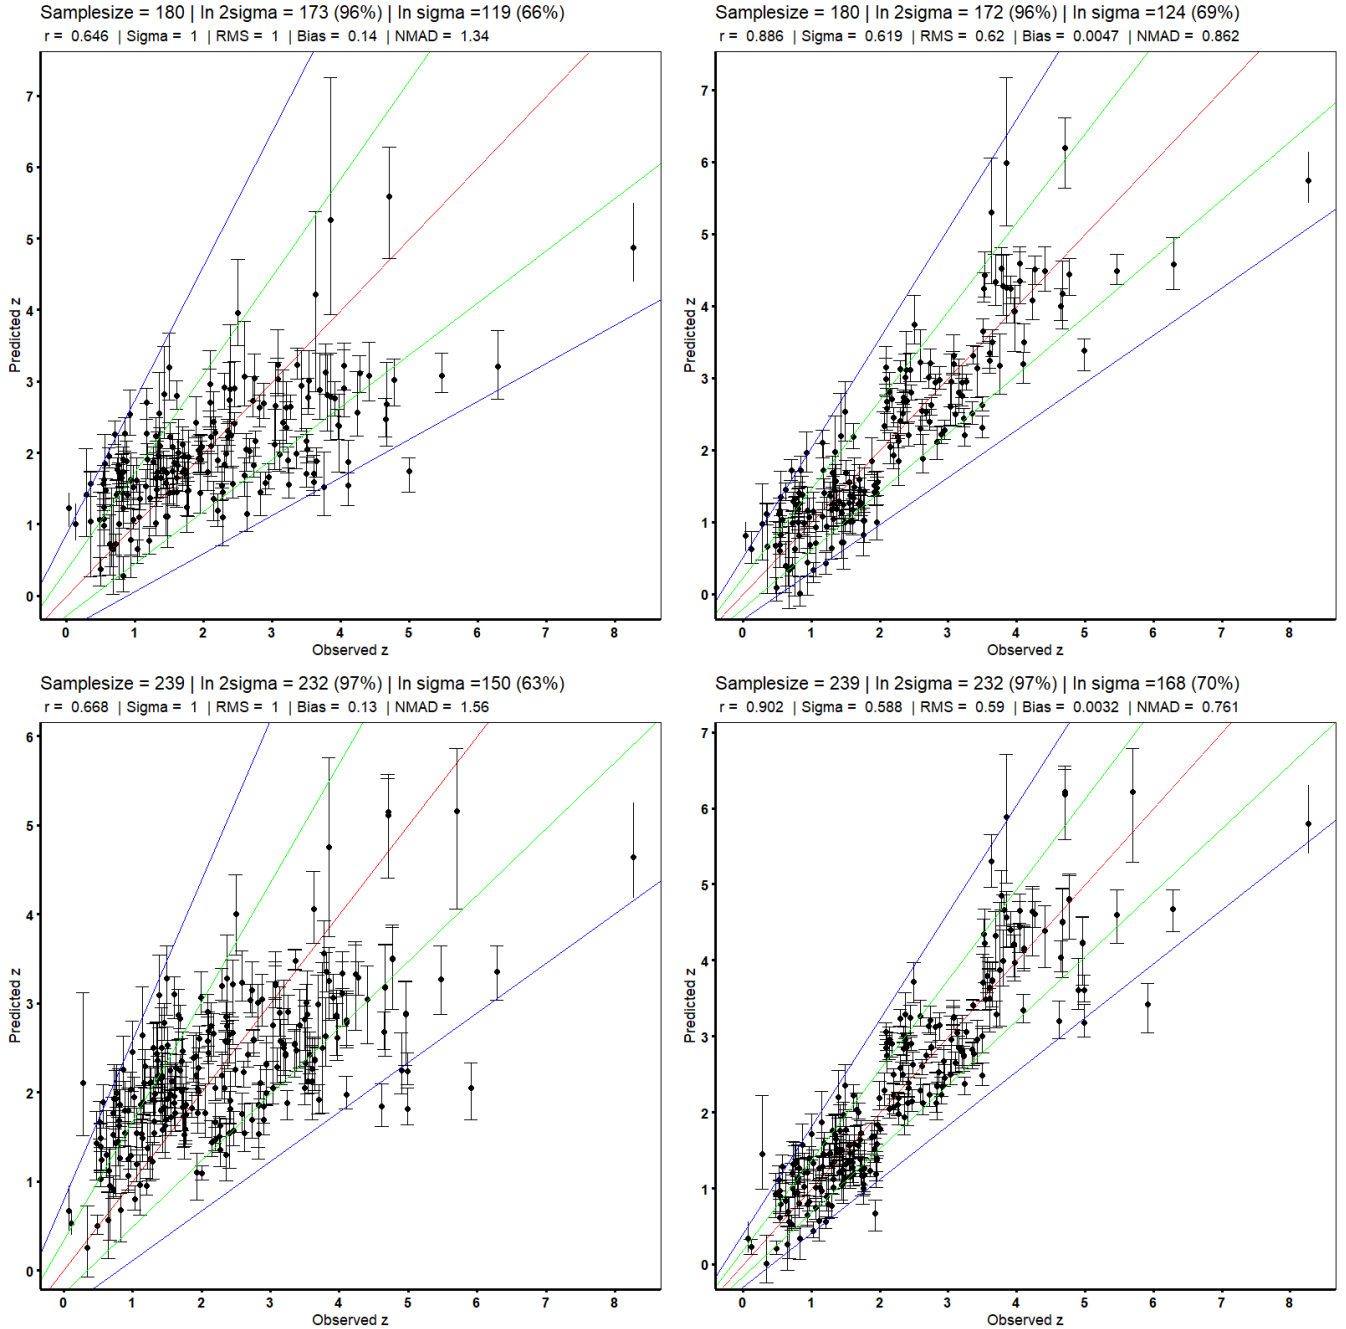 Samplesize = 180 | In 2sigma = 173 (96%) | In sigma =119 (66%)
r = 0.646 | Sigma = 1 | RMS = 1 | Bias = 0.14 | NMAD = 1.34
7
6
5
4
3
2
1
0
Predicted z
0 1 2 3 4 5 6 7 8
Observed z
Samplesize = 180 | In 2sigma = 172 (96%) | In sigma =124 (69%)
r = 0.886 | Sigma = 0.619 | RMS = 0.62 | Bias = 0.0047 | NMAD = 0.862
7
6
5
4
3
2
1
0
Predicted z
0 1 2 3 4 5 6 7 8
Observed z
Samplesize = 239 | In 2sigma = 232 (97%) | In sigma =150 (63%)
r = 0.668 | Sigma = 1 | RMS = 1 | Bias = 0.13 | NMAD = 1.56
6
5
4
3
2
1
0
Predicted z
0 1 2 3 4 5 6 7 8
Observed z
Samplesize = 239 | In 2sigma = 232 (97%) | In sigma =168 (70%)
r = 0.902 | Sigma = 0.588 | RMS = 0.59 | Bias = 0.0032 | NMAD = 0.761
7
6
5
4
3
2
1
0
Predicted z
0 1 2 3 4 5 6 7 8
Observed z